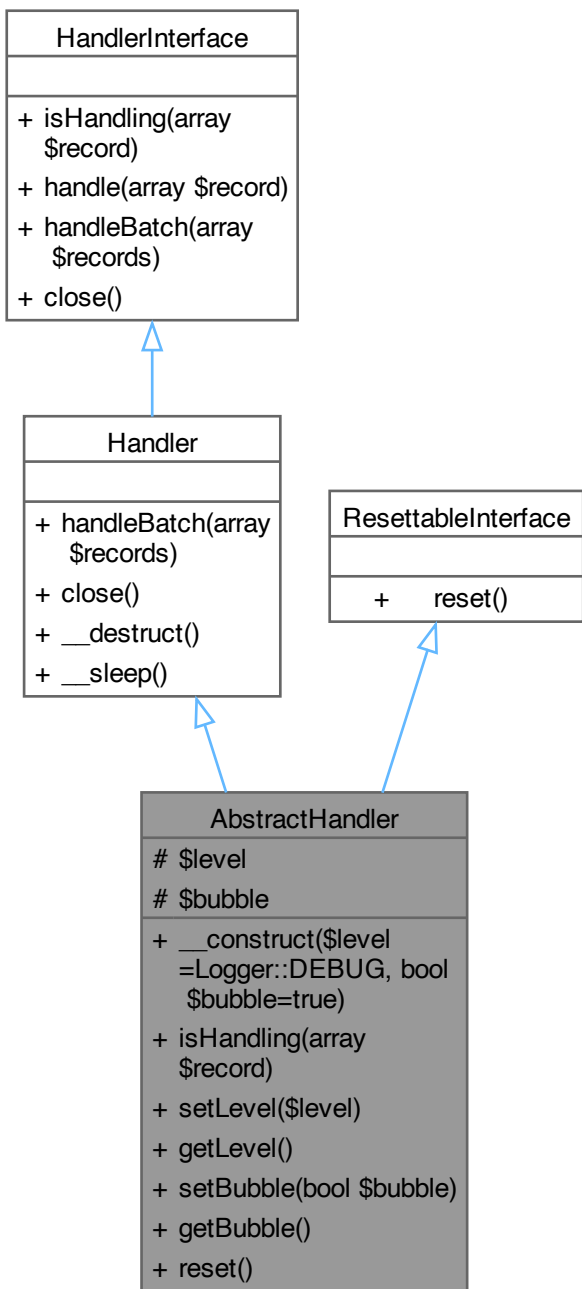 HandlerInterface
+ isHandling(array
$record)
+ handle(array $record)
+ handleBatch(array
$records)
+ close()
Handler
+ handleBatch(array
$records)
+ close()
+ __destruct()
+ __sleep()
ResettableInterface
+ reset()
AbstractHandler
# $level
# $bubble
+ __construct($level
=Logger::DEBUG, bool
$bubble=true)
+ isHandling(array
$record)
+ setLevel($level)
+ getLevel()
+ setBubble(bool $bubble)
+ getBubble()
+ reset()